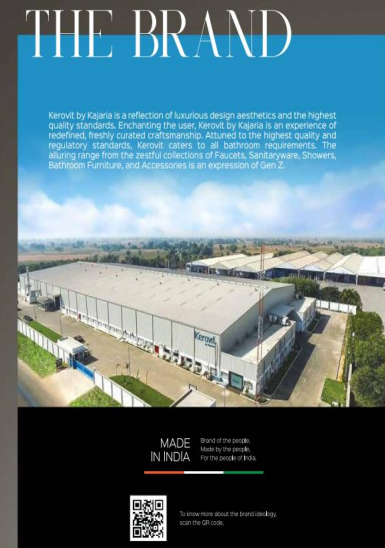 THE BRAND
Kerovit by Kajaria is a reflection of luxurious design aesthetics and the highest
quality standards. Enchanting the user, Kerovit by Kajaria is an experience of
redefined, freshly curated craftsmanship. Attuned to the highest quality and
regulatory standards, Kerovit caters to all bathroom requirements. The
alluring range from the zestful collections of Faucets, Sanitaryware, Showers,
Bathroom Furniture, and Accessories is an expression of Gen Z.
Kerovit
MADE
IN INDIA
Brand of the people,
Made by the people,
For the people of India.
To know more about the brand ideology,
scan the QR code.